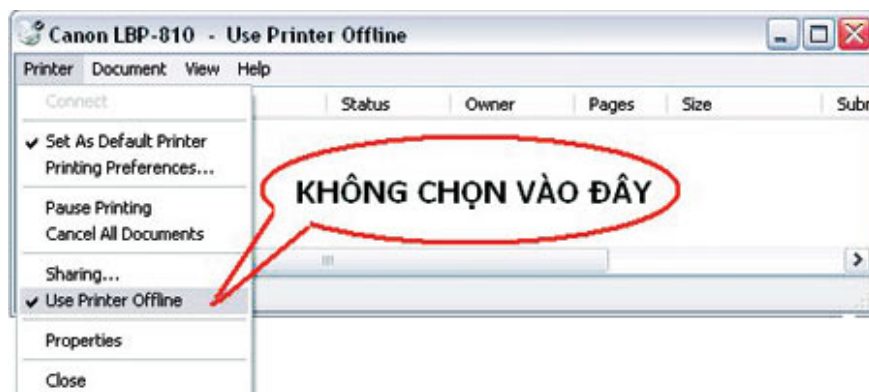 Canon LBP-810 - Use Printer Offline
Printer Document View Help
Connect
Status Owner Pages Size Subr
Set As Default Printer
Printing Preferences...
KHÔNG CHỌN VÀO ĐÂY
Pause Printing
Cancel All Documents
Sharing...
Use Printer Offline
Properties
Close